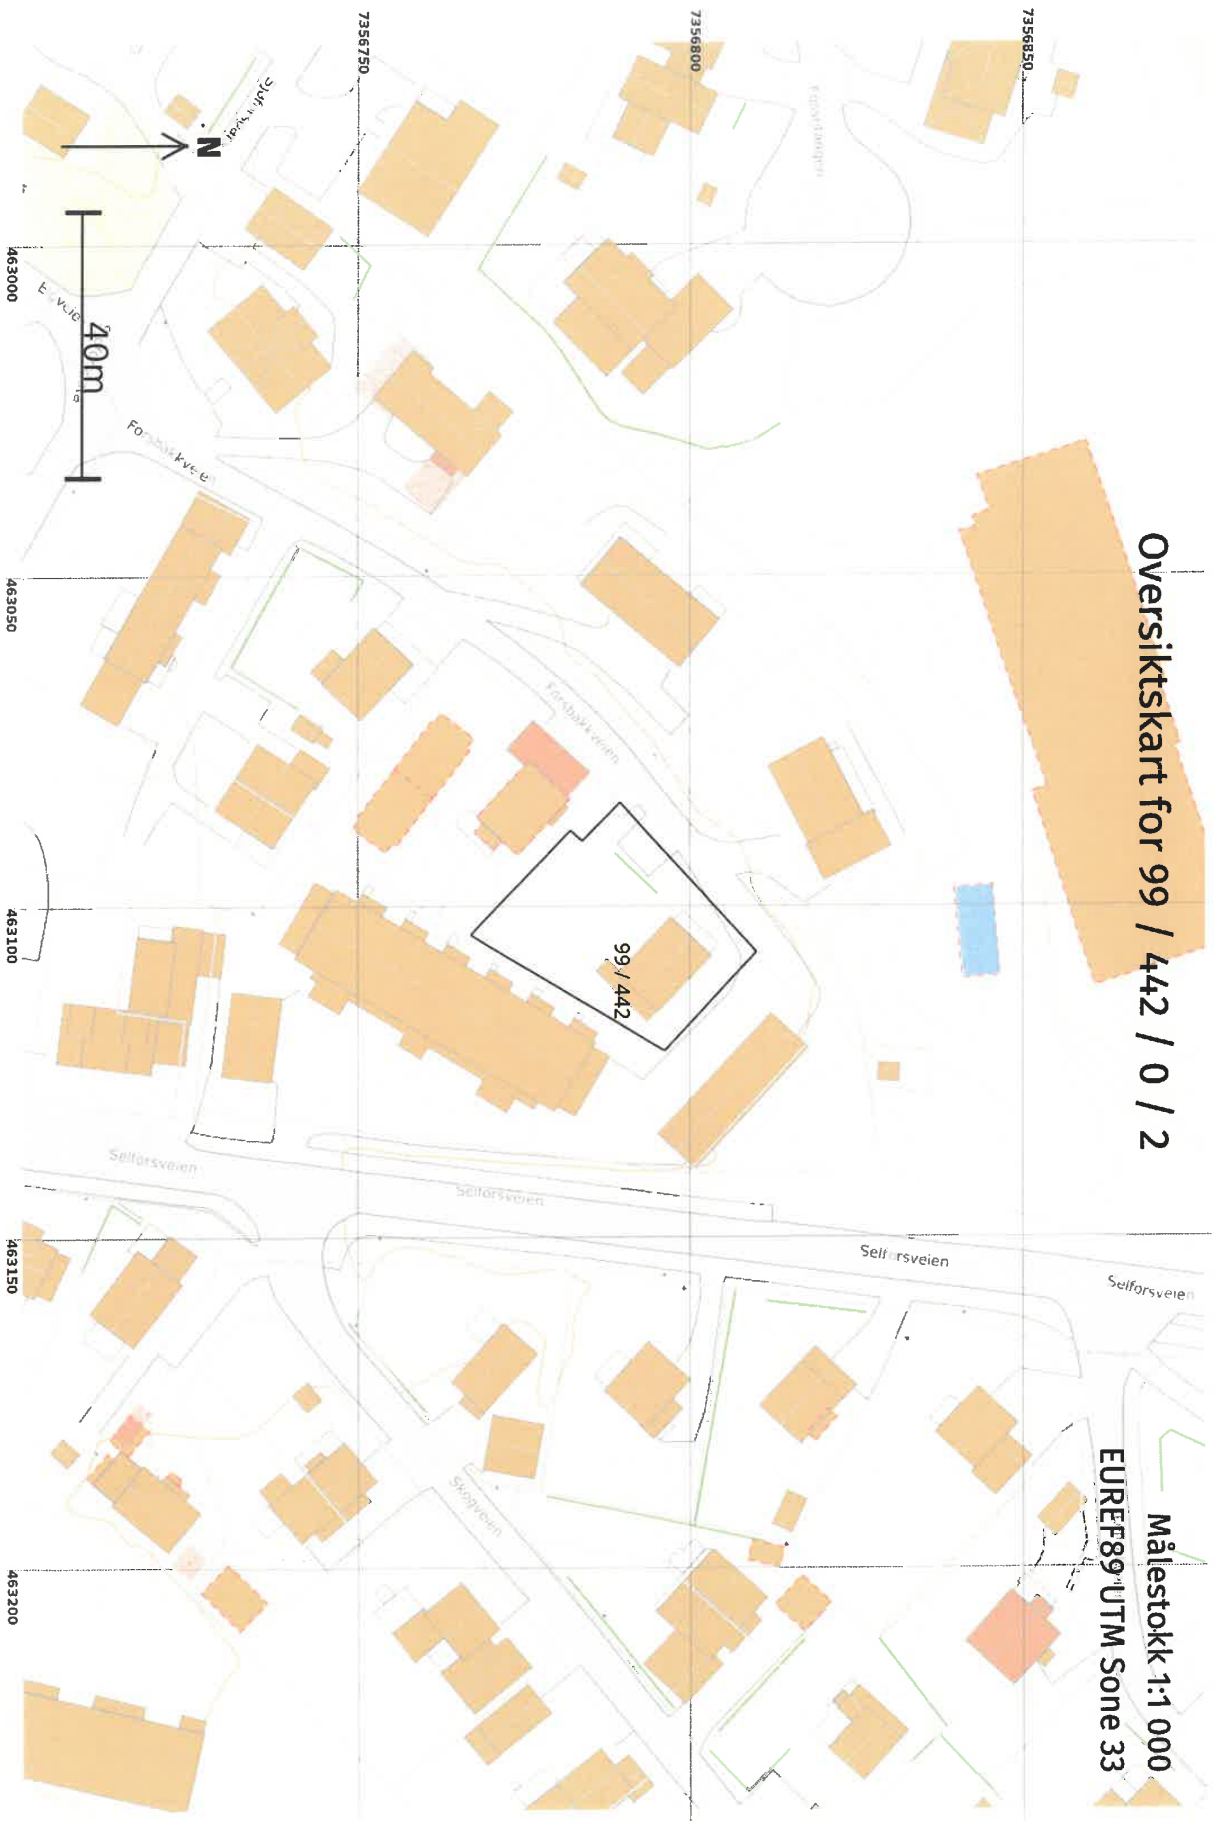 Oversiktskart for 99 / 442 / 0 / 2
Målestokk 1:1 000
EUREF89 UTM Sone 33
7356850
7356800
7356750
463000
463050
463100
463150
463200
N
40m
99 / 442
Forsbakkveien
Forsbakkveien
Selforsveien
Selforsveien
Selforsveien
Selforsveien
Skogveien